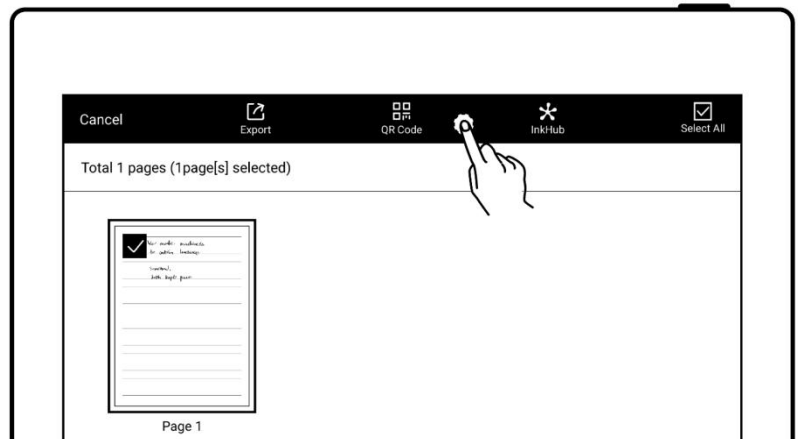 Cancel
Export
QR Code
InkHub
Select All
Total 1 pages (1page[s] selected)
Page 1